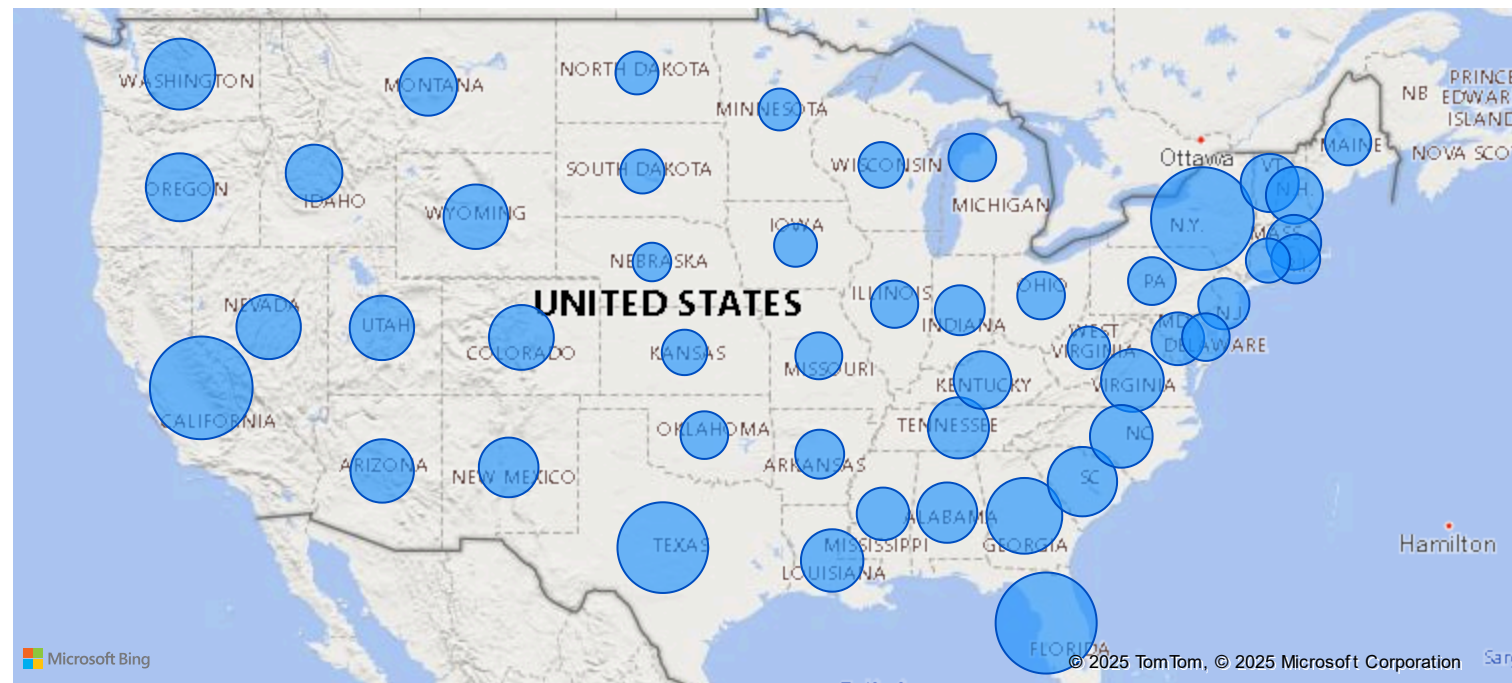 NORTH DAKOTA
WASHINGTON
MONTANA
PRINCE
NB
EDWAR
ISLAND
MINNESOTA
MAINE
NOVA SCO
Ottawa
VT.
WISCONSIN
SOUTH DAKOTA
OREGON
N.H.
IDAHO
MICHIGAN
WYOMING
N.Y.
IOWA
MASS
NEBRASKA
PA
OHIO
ILLINOIS
NEVADA
UNITED STATES
N.J.
UTAH
INDIANA
MD
WEST
VIRGINIA
DELAWARE
COLORADO
KANSAS
MISSOURI
KENTUCKY
VIRGINIA
CALIFORNIA
TENNESSEE
OKLAHOMA
NC
ARIZONA
ARKANSAS
NEW MEXICO
SC
ALABAMA
TEXAS
MISSISSIPPI
GEORGIA
Hamilton
LOUISIANA
FLORIDA
Microsoft Bing
© 2025 TomTom, © 2025 Microsoft Corporation
Sar